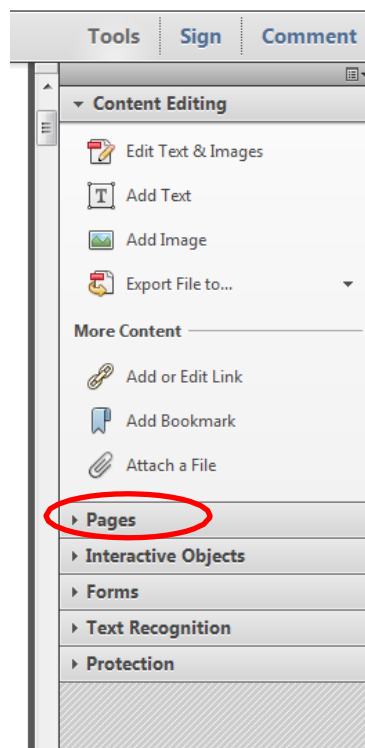 Tools Sign Comment
Content Editing
Edit Text & Images
T Add Text
Add Image
Export File to...
More Content
Add or Edit Link
Add Bookmark
Attach a File
Pages
Interactive Objects
Forms
Text Recognition
Protection